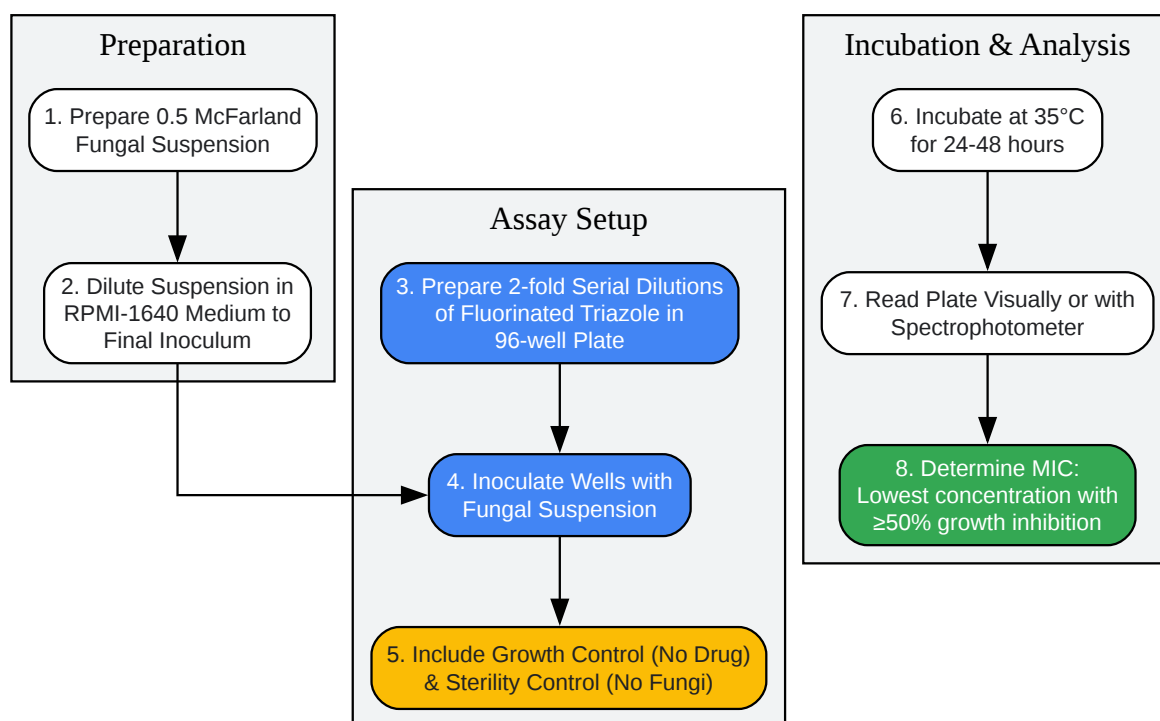 Preparation
1. Prepare 0.5 McFarland
Fungal Suspension
2. Dilute Suspension in
RPMI-1640 Medium to
Final Inoculum
Assay Setup
3. Prepare 2-fold Serial Dilutions
of Fluorinated Triazole in
96-well Plate
4. Inoculate Wells with
Fungal Suspension
5. Include Growth Control (No Drug)
& Sterility Control (No Fungi)
Incubation & Analysis
6. Incubate at 35°C
for 24-48 hours
7. Read Plate Visually or with
Spectrophotometer
8. Determine MIC:
Lowest concentration with
≥50% growth inhibition